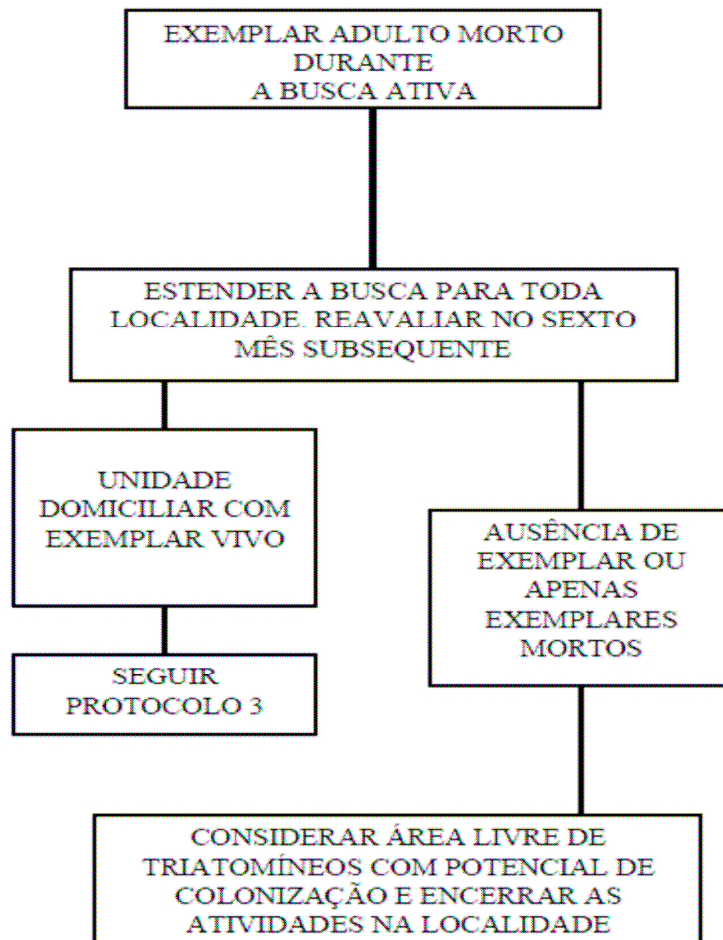 EXEMPLAR ADULTO MORTO
DURANTE
A BUSCA ATIVA
ESTENDER A BUSCA PARA TODA
LOCALIDADE. REAVALIAR NO SEXTO
MÊS SUBSEQUENTE
UNIDADE
DOMICILIAR COM
EXEMPLAR VIVO
SEGUIR
PROTOCOLO 3
AUSÊNCIA DE
EXEMPLAR OU
APENAS
EXEMPLARES
MORTOS
CONSIDERAR ÁREA LIVRE DE
TRIATOMÍNEOS COM POTENCIAL DE
COLONIZAÇÃO E ENCERRAR AS
ATIVIDADES NA LOCALIDADE